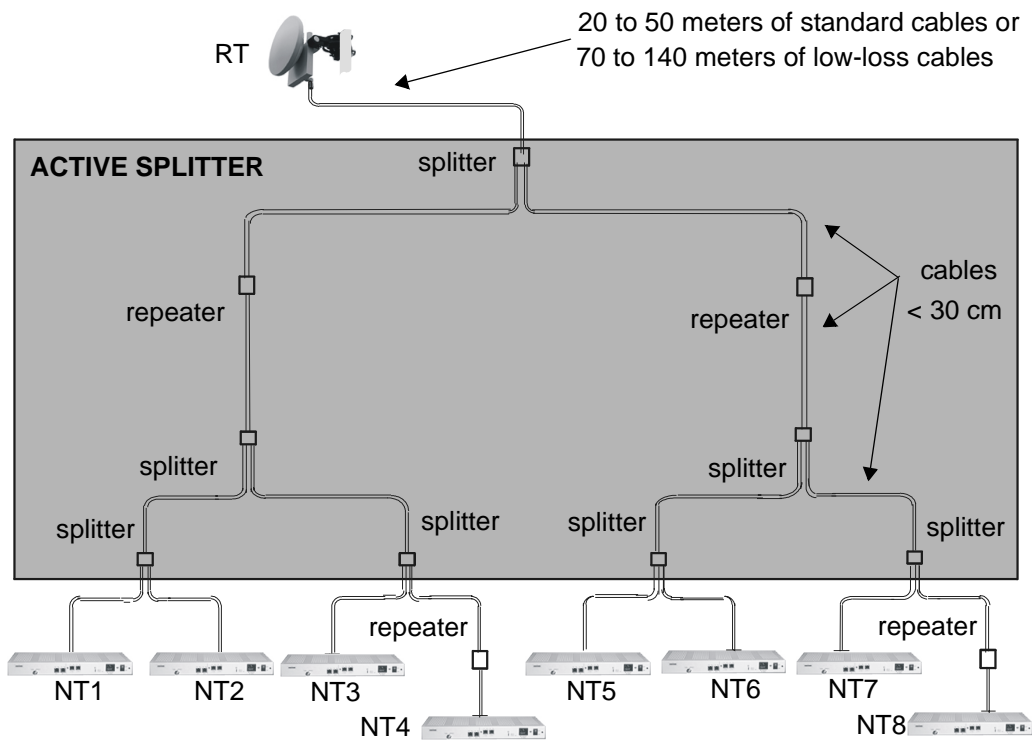 20 to 50 meters of standard cables or
70 to 140 meters of low-loss cables
RT
ACTIVE SPLITTER
splitter
cables
< 30 cm
repeater
repeater
splitter
splitter
splitter
splitter
splitter
splitter
repeater
repeater
NT1
NT2
NT3
NT5
NT6
NT7
NT4
NT8